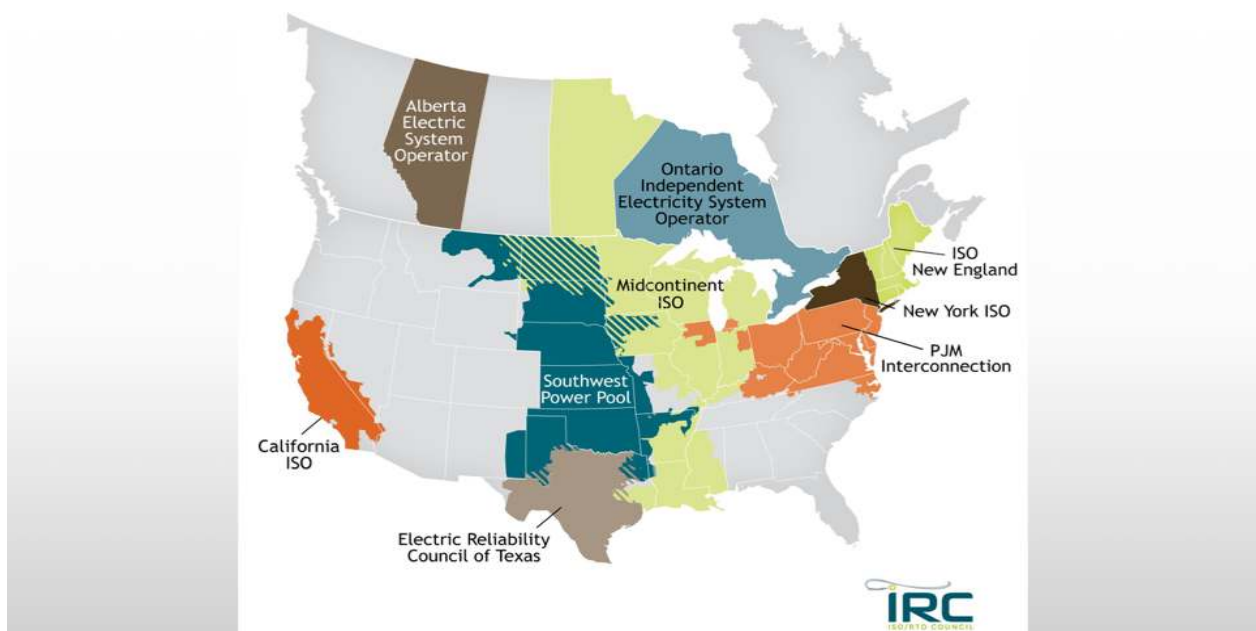 Alberta
Electric
System
Operator
Ontario
Independent
Electricity System
Operator
ISO
New England
Midcontinent
ISO
New York ISO
PJM
Interconnection
Southwest
Power Pool
California
ISO
Electric Reliability
Council of Texas
IRC
ISO/RTO COUNCIL